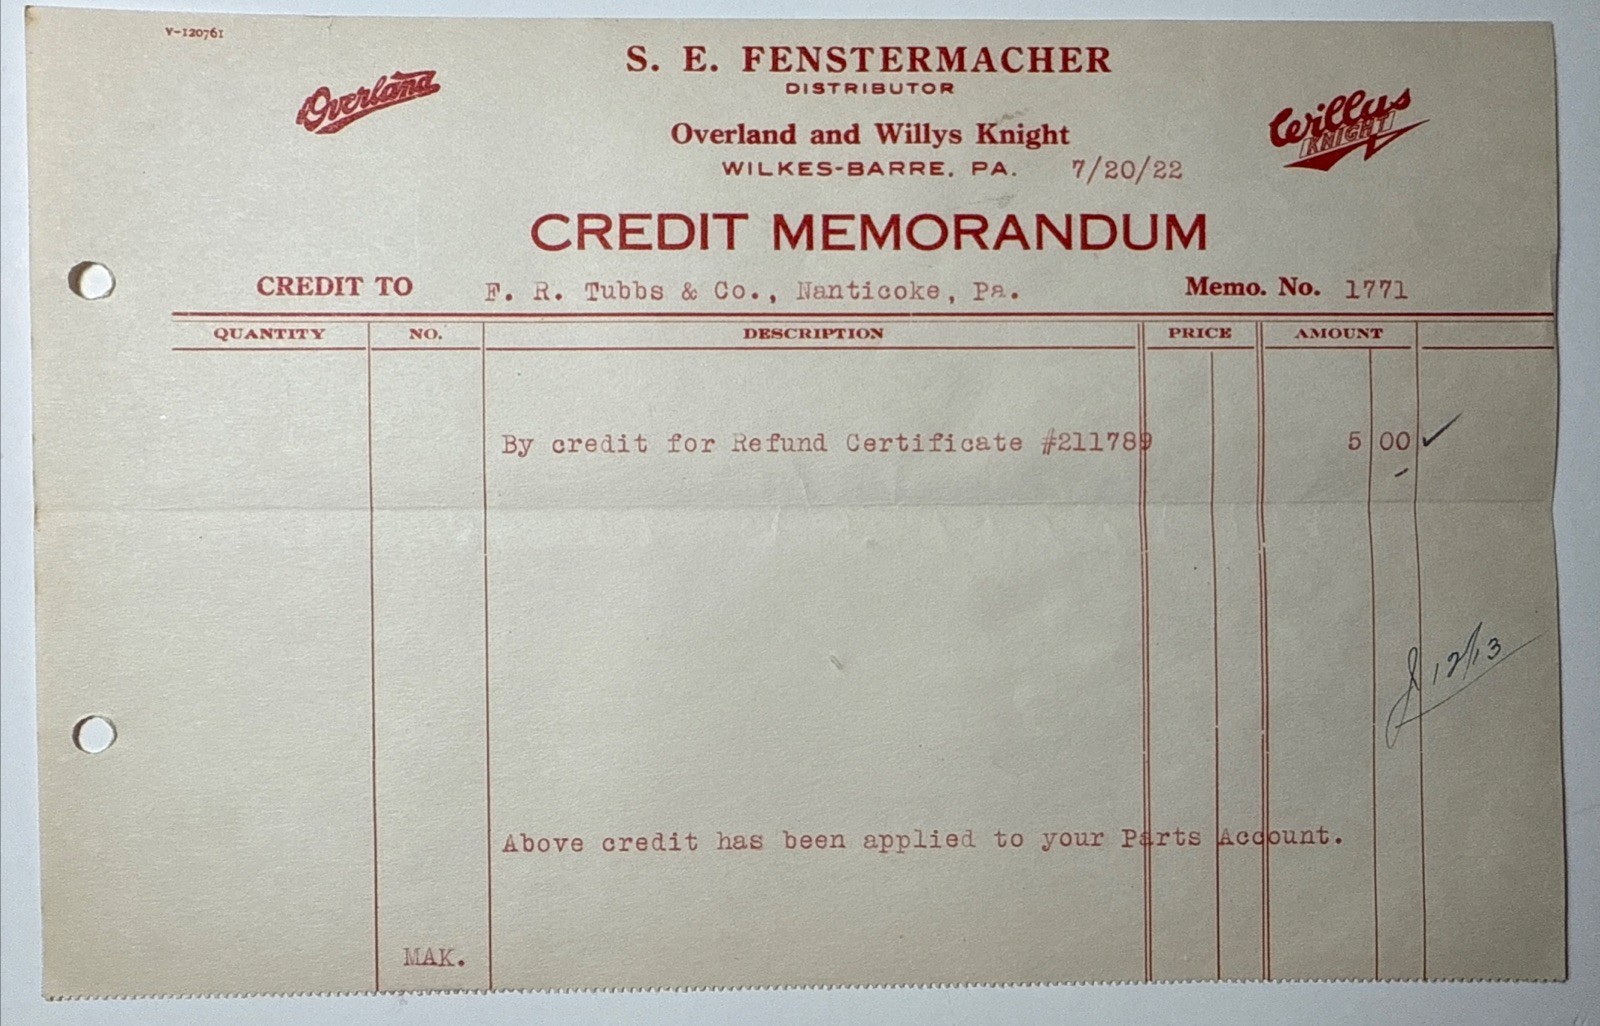 V-120761
S. E. FENSTERMACHER
DISTRIBUTOR
Overland
Overland and Willys Knight
Willys
KNIGHT
WILKES-BARRE, PA. 7/20/22
CREDIT MEMORANDUM
CREDIT TO F. R. Tubbs & Co., Nanticoke, Pa. Memo. No. 1771
QUANTITY NO. DESCRIPTION PRICE AMOUNT
By credit for Refund Certificate #211789 5 00
12/13
Above credit has been applied to your Parts Account.
MAK.